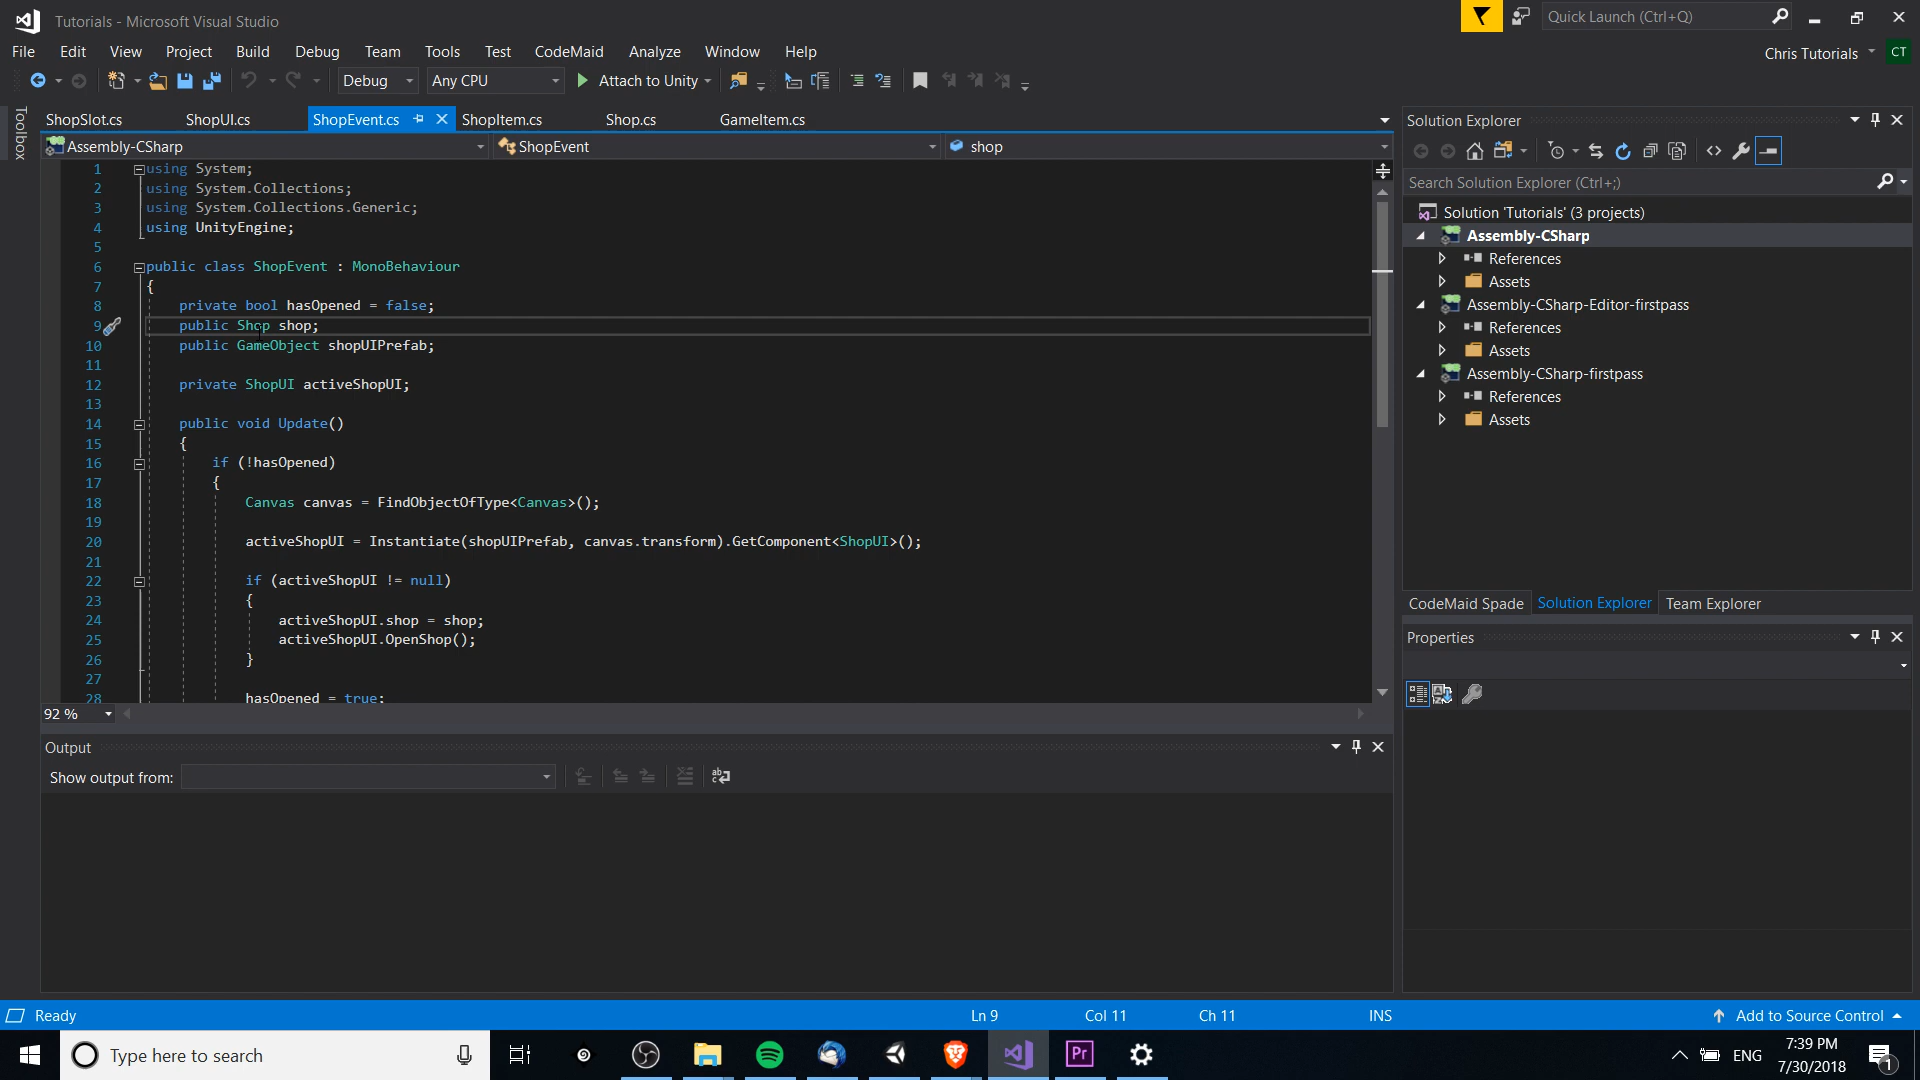 Tutorials - Microsoft Visual Studio
Quick Launch (Ctrl+Q)
File Edit View Project Build Debug Team Tools Test CodeMaid Analyze Window Help
Chris Tutorials CT
Debug Any CPU Attach to Unity
Toolbox
ShopSlot.cs ShopUI.cs ShopEvent.cs ShopItem.cs Shop.cs GameItem.cs
Assembly-CSharp ShopEvent shop
1 using System;
2 using System.Collections;
3 using System.Collections.Generic;
4 using UnityEngine;
5
6 public class ShopEvent : MonoBehaviour
7 {
8 private bool hasOpened = false;
9 public Shop shop;
10 public GameObject shopUIPrefab;
11
12 private ShopUI activeShopUI;
13
14 public void Update()
15 {
16 if (!hasOpened)
17 {
18 Canvas canvas = FindObjectOfType<Canvas>();
19
20 activeShopUI = Instantiate(shopUIPrefab, canvas.transform).GetComponent<ShopUI>();
21
22 if (activeShopUI != null)
23 {
24 activeShopUI.shop = shop;
25 activeShopUI.OpenShop();
26 }
27
28 hasOpened = true;
92 %
Output
Show output from:
Solution Explorer
Search Solution Explorer (Ctrl+;)
Solution 'Tutorials' (3 projects)
Assembly-CSharp
References
Assets
Assembly-CSharp-Editor-firstpass
References
Assets
Assembly-CSharp-firstpass
References
Assets
CodeMaid Spade Solution Explorer Team Explorer
Properties
Ready Ln 9 Col 11 Ch 11 INS Add to Source Control
Type here to search
Pr
ENG
7:39 PM
7/30/2018
1